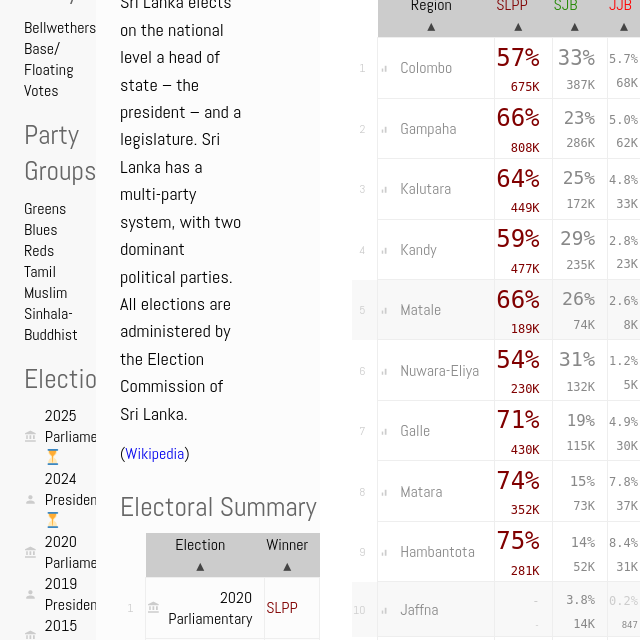 Bellwethers
Base/
Floating
Votes
Party
Groups
Greens
Blues
Reds
Tamil
Muslim
Sinhala-
Buddhist
Electio
2025
Parliame
2024
Presiden
2020
Parliame
2019
Presiden
2015
Sri Lanka elects
on the national
level a head of
state – the
president – and a
legislature. Sri
Lanka has a
multi-party
system, with two
dominant
political parties.
All elections are
administered by
the Election
Commission of
Sri Lanka.
(Wikipedia)
Electoral Summary
Election Winner
▲ ▲
1 2020 SLPP
Parliamentary
Region SLPP SJB JJB
▲ ▲ ▲ ▲
1 Colombo 57% 33% 5.7%
675K 387K 68K
2 Gampaha 66% 23% 5.0%
808K 286K 62K
3 Kalutara 64% 25% 4.8%
449K 172K 33K
4 Kandy 59% 29% 2.8%
477K 235K 23K
5 Matale 66% 26% 2.6%
189K 74K 8K
6 Nuwara-Eliya 54% 31% 1.2%
230K 132K 5K
7 Galle 71% 19% 4.9%
430K 115K 30K
8 Matara 74% 15% 7.8%
352K 73K 37K
9 Hambantota 75% 14% 8.4%
281K 52K 31K
10 Jaffna - 3.8% 0.2%
- 14K 847